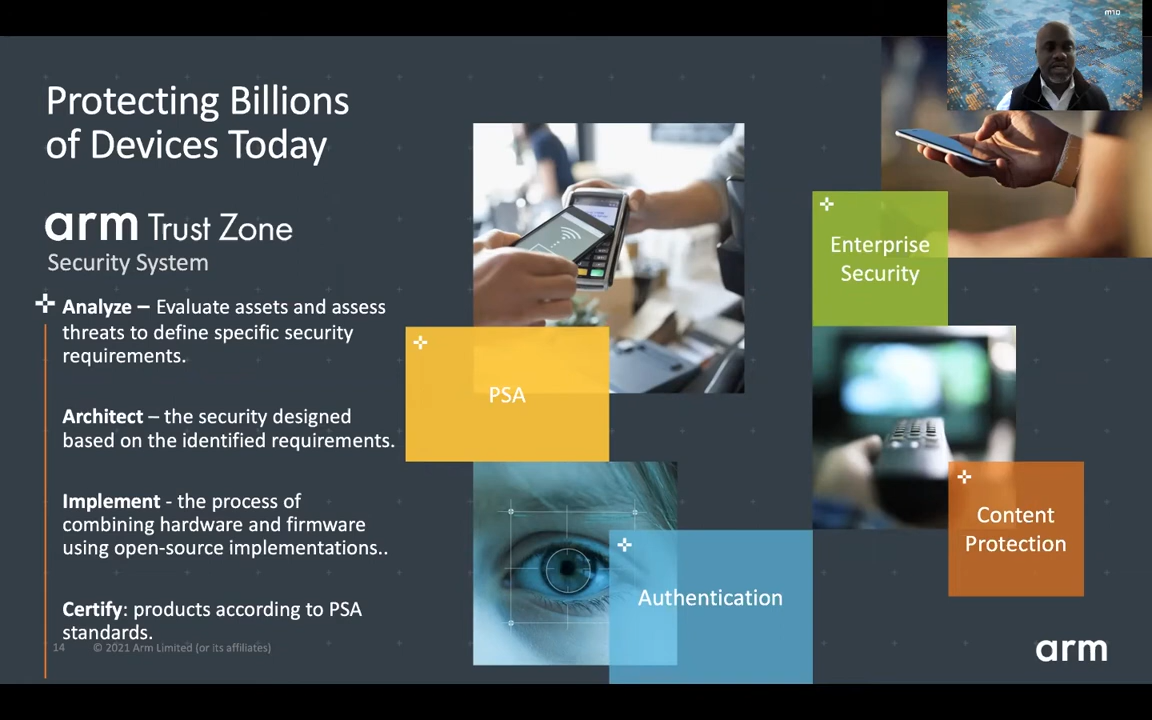 m10
Protecting Billions
of Devices Today
arm Trust Zone
Security System
Analyze – Evaluate assets and assess
threats to define specific security
requirements.
Architect – the security designed
based on the identified requirements.
Implement - the process of
combining hardware and firmware
using open-source implementations..
Certify: products according to PSA
standards.
14 © 2021 Arm Limited (or its affiliates)
PSA
Authentication
Enterprise
Security
Content
Protection
arm